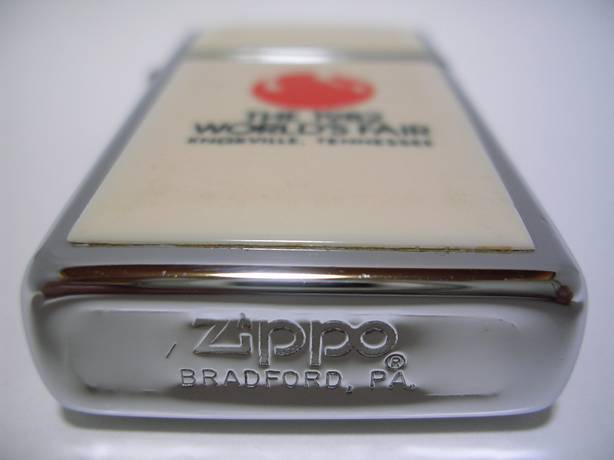 THE 1982
WORLD'S FAIR
KNOXVILLE, TENNESSEE
Zippo®
BRADFORD, PA.